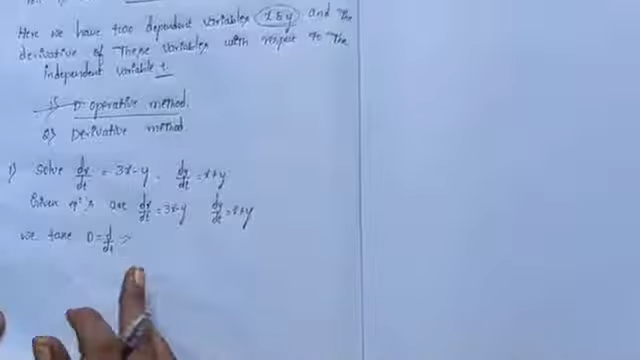 Here we have two dependent variables x & y and the
derivative of these variables with respect to the
independent variable t.
1) D-operative method.
2) Derivative method
1) Solve dx/dt = 3x-y, dy/dt = x+y
Given eqn's are dx/dt = 3x-y dy/dt = x+y
we take D = d/dt ⇒